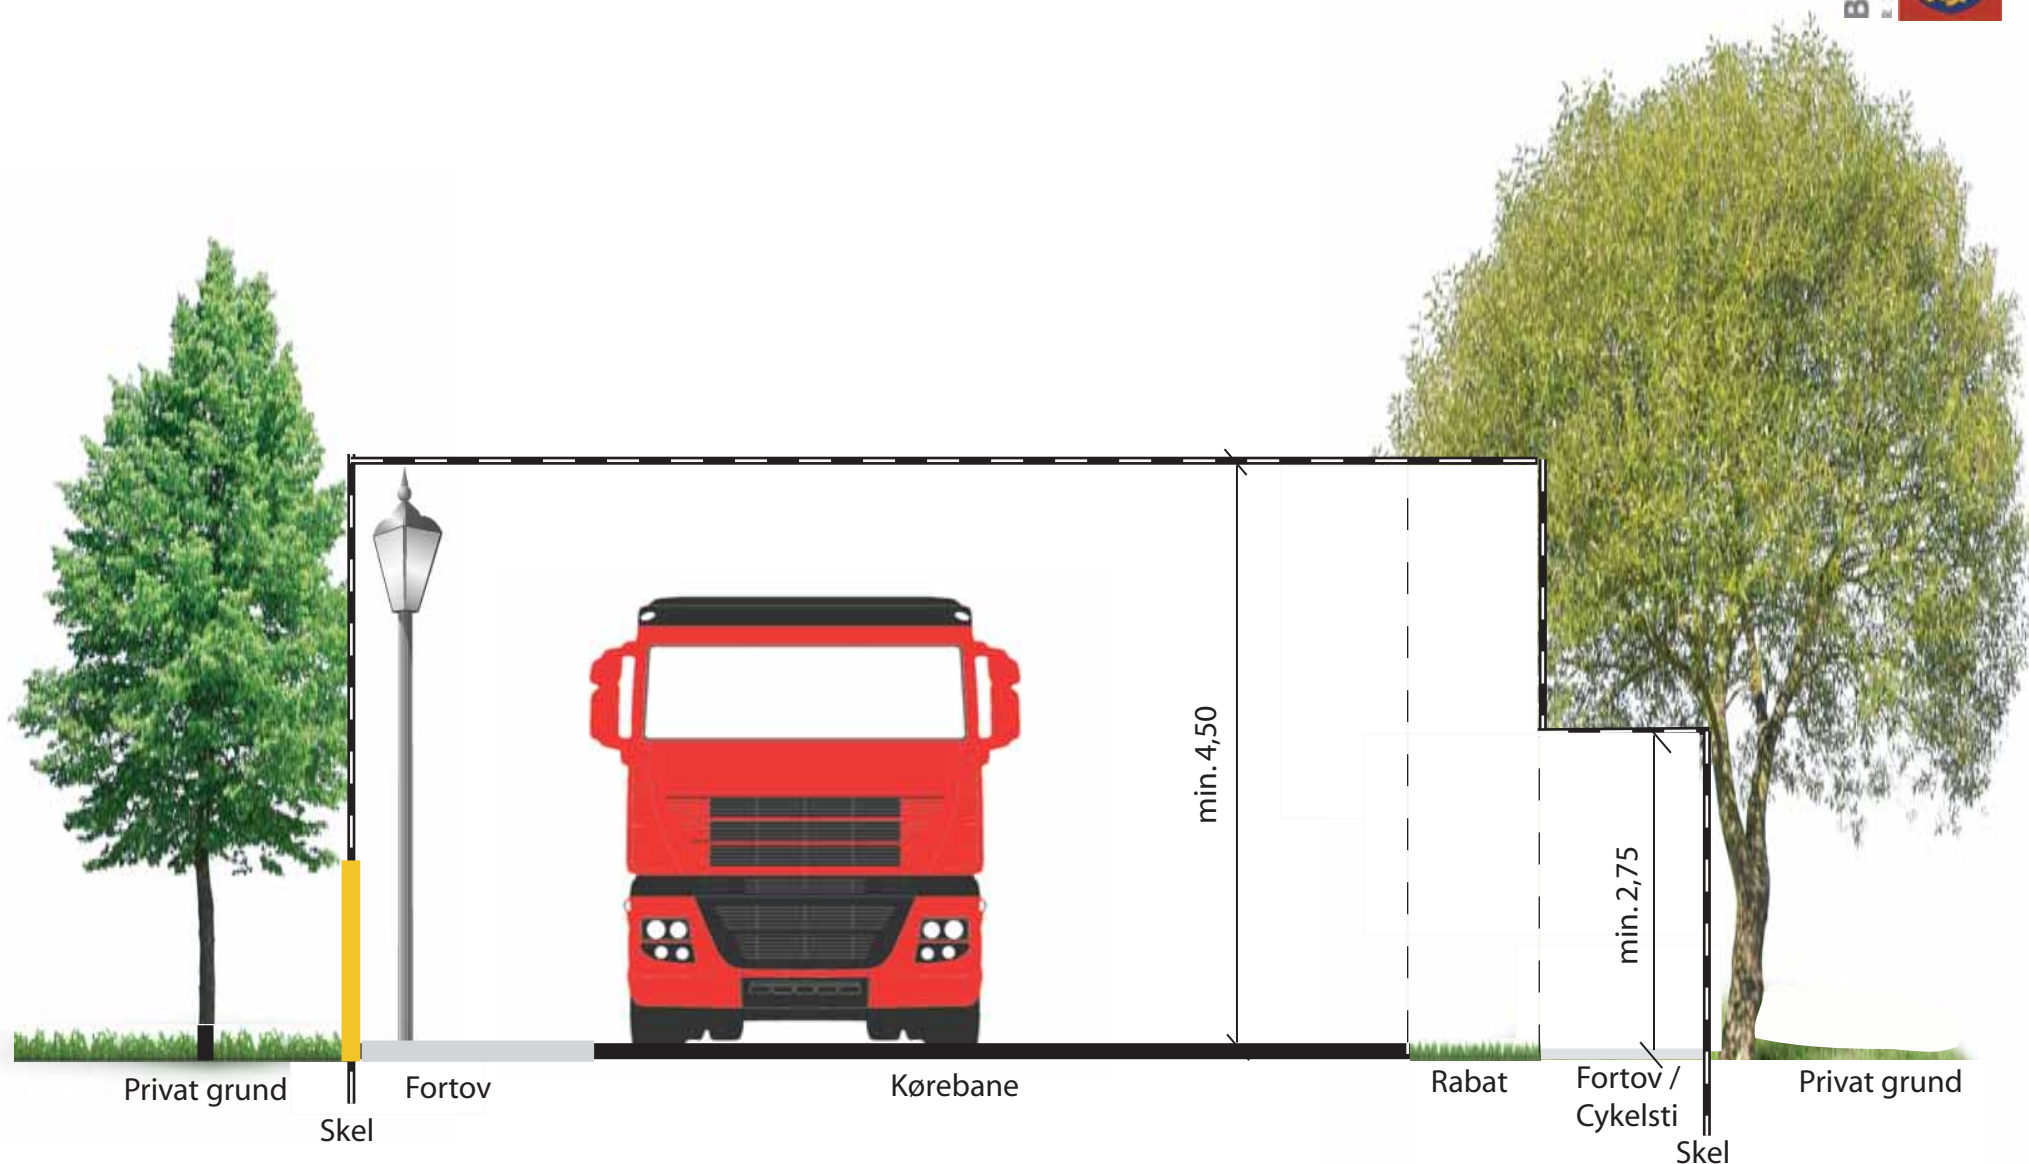 min. 4,50
min. 2,75
Privat grund
Fortov
Kørebane
Rabat
Fortov /
Cykelsti
Privat grund
Skel
Skel